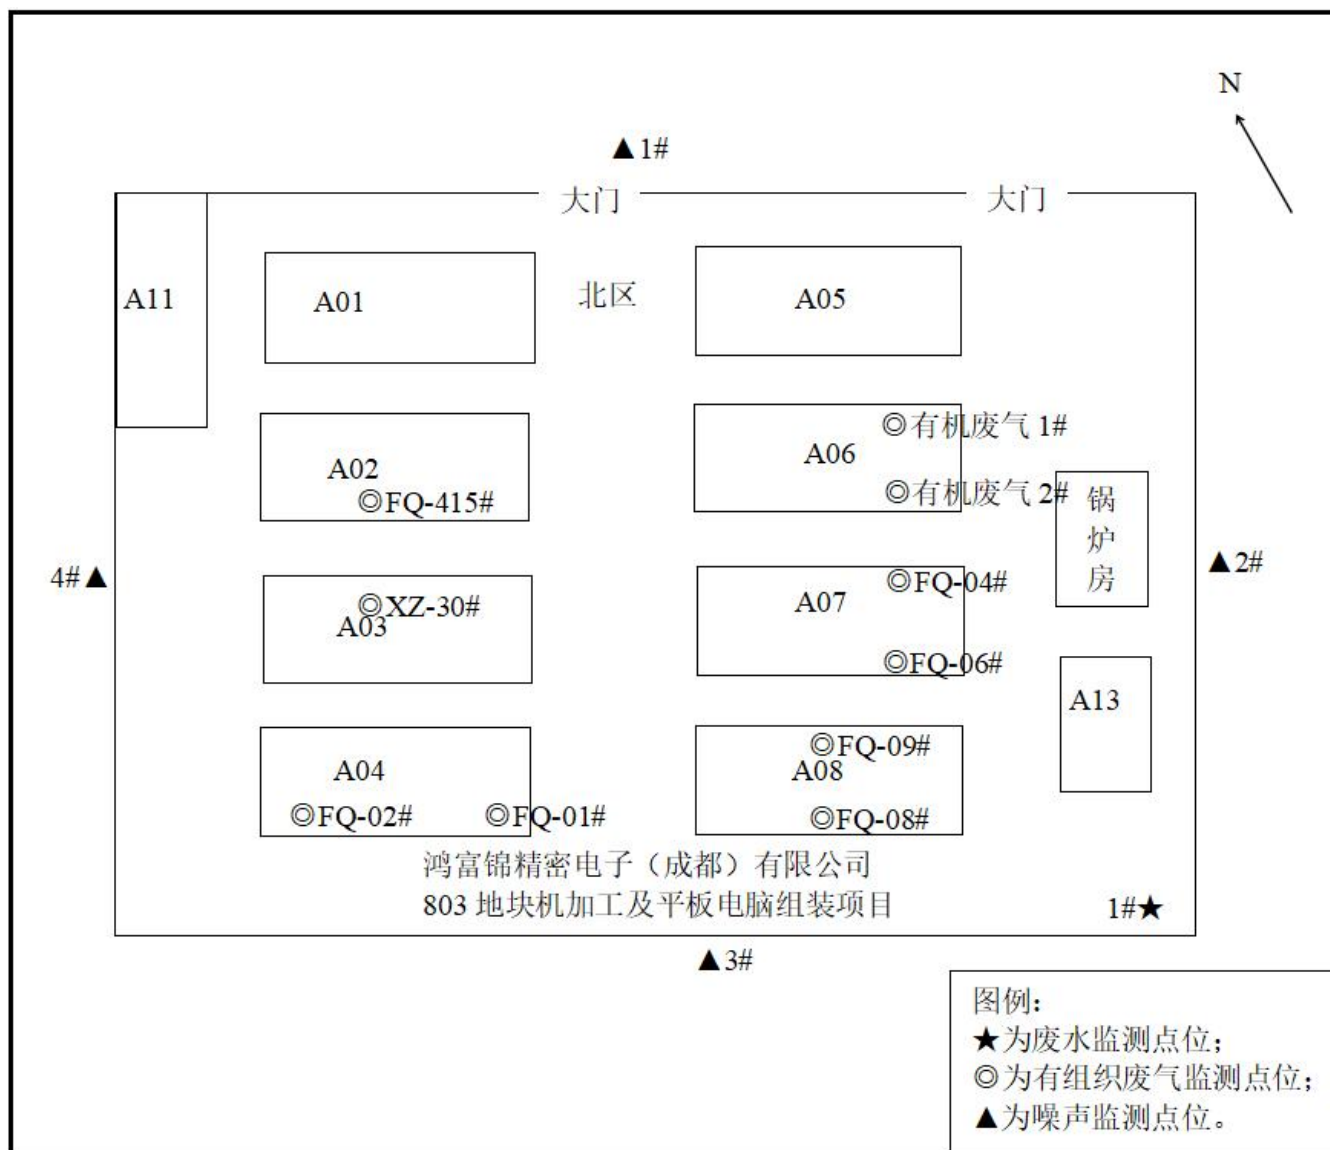 N
▲1#
大门
大门
A11
A01
北区
A05
◎有机废气 1#
A06
A02
◎FQ-415#
◎有机废气 2#
锅炉房
4#▲
▲2#
◎XZ-30#
A03
◎FQ-04#
A07
◎FQ-06#
A13
◎FQ-09#
A08
A04
◎FQ-02#
◎FQ-01#
◎FQ-08#
鸿富锦精密电子（成都）有限公司
803 地块机加工及平板电脑组装项目
1#★
▲3#
图例：
★为废水监测点位；
◎为有组织废气监测点位；
▲为噪声监测点位。